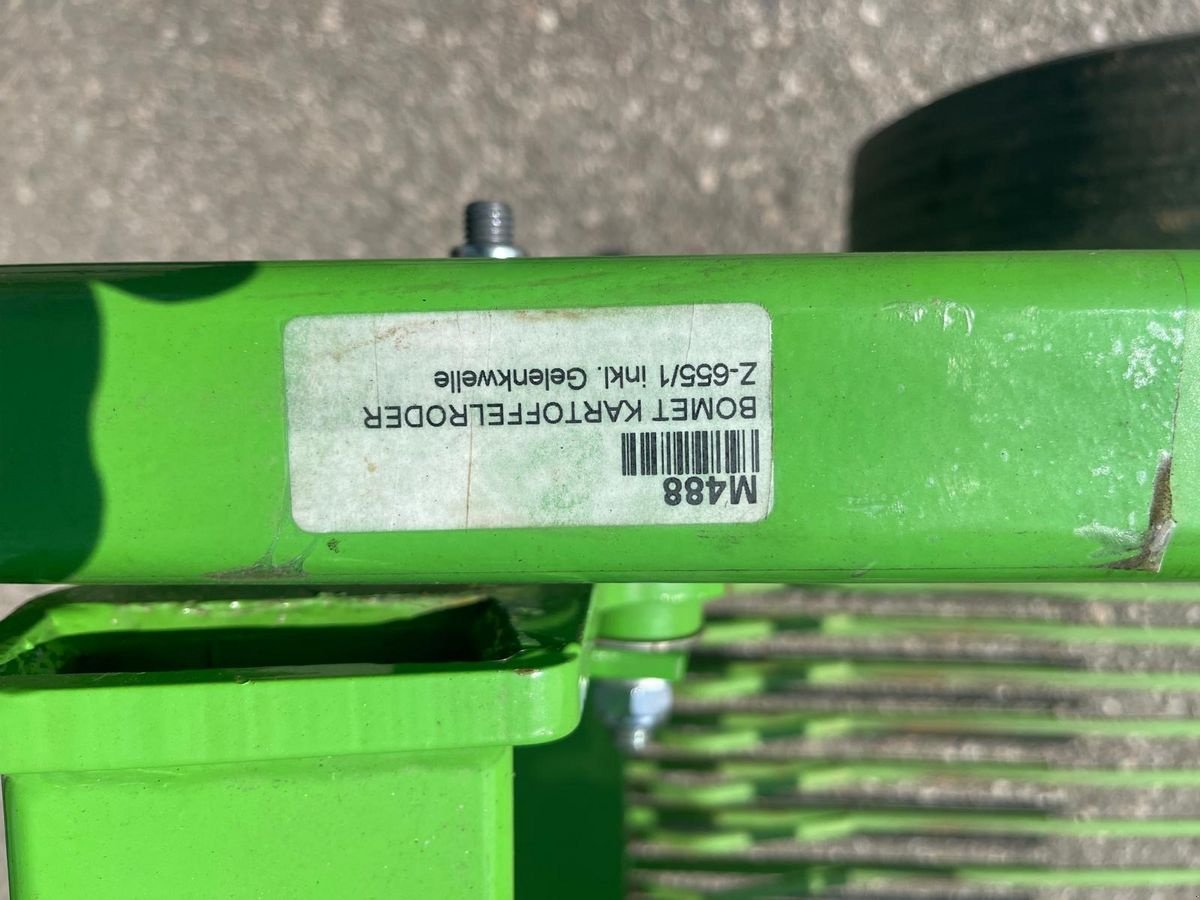 M488
BOMET KARTOFFELRODER
Z-655/1 inkl. Gelenkwelle